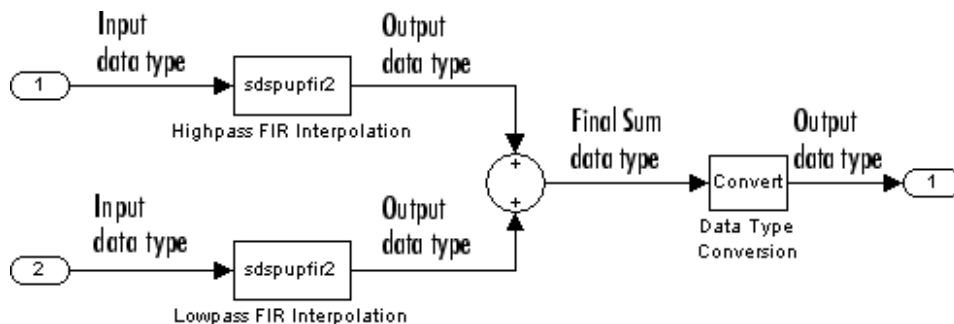 Input
data type
Output
data type
1
sdspupfir2
Highpass FIR Interpolation
Final Sum
data type
Output
data type
+
+
Convert
1
Data Type
Conversion
Input
data type
Output
data type
2
sdspupfir2
Lowpass FIR Interpolation